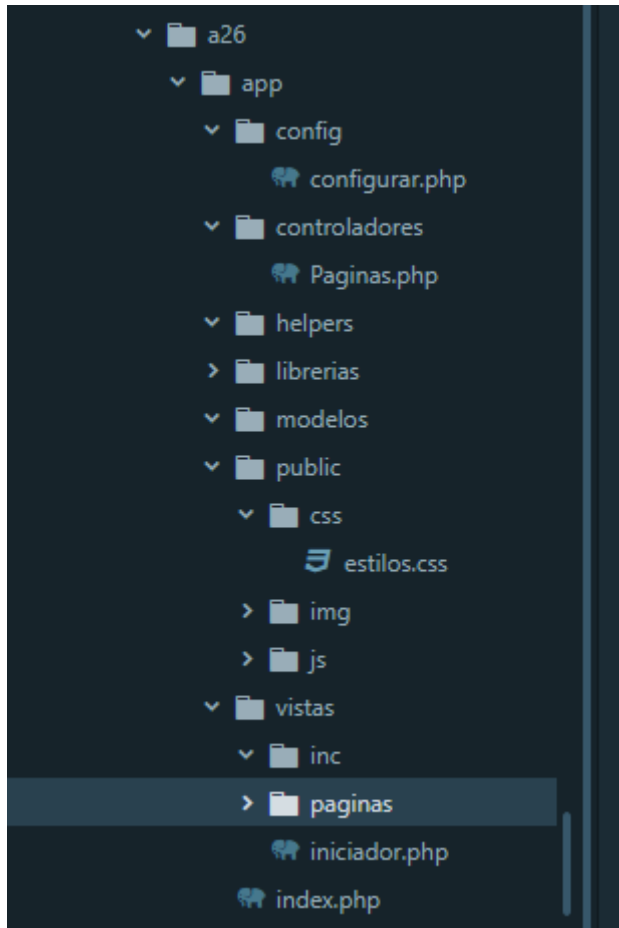 a26
app
config
configurar.php
controladores
Paginas.php
helpers
librerias
modelos
public
css
estilos.css
img
js
vistas
inc
paginas
iniciador.php
index.php